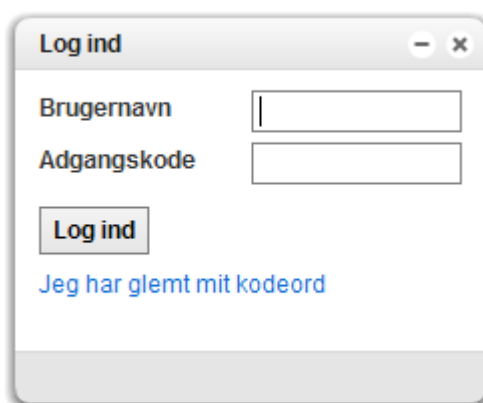 Log ind
Brugernavn
Adgangskode
Log ind
Jeg har glemt mit kodeord